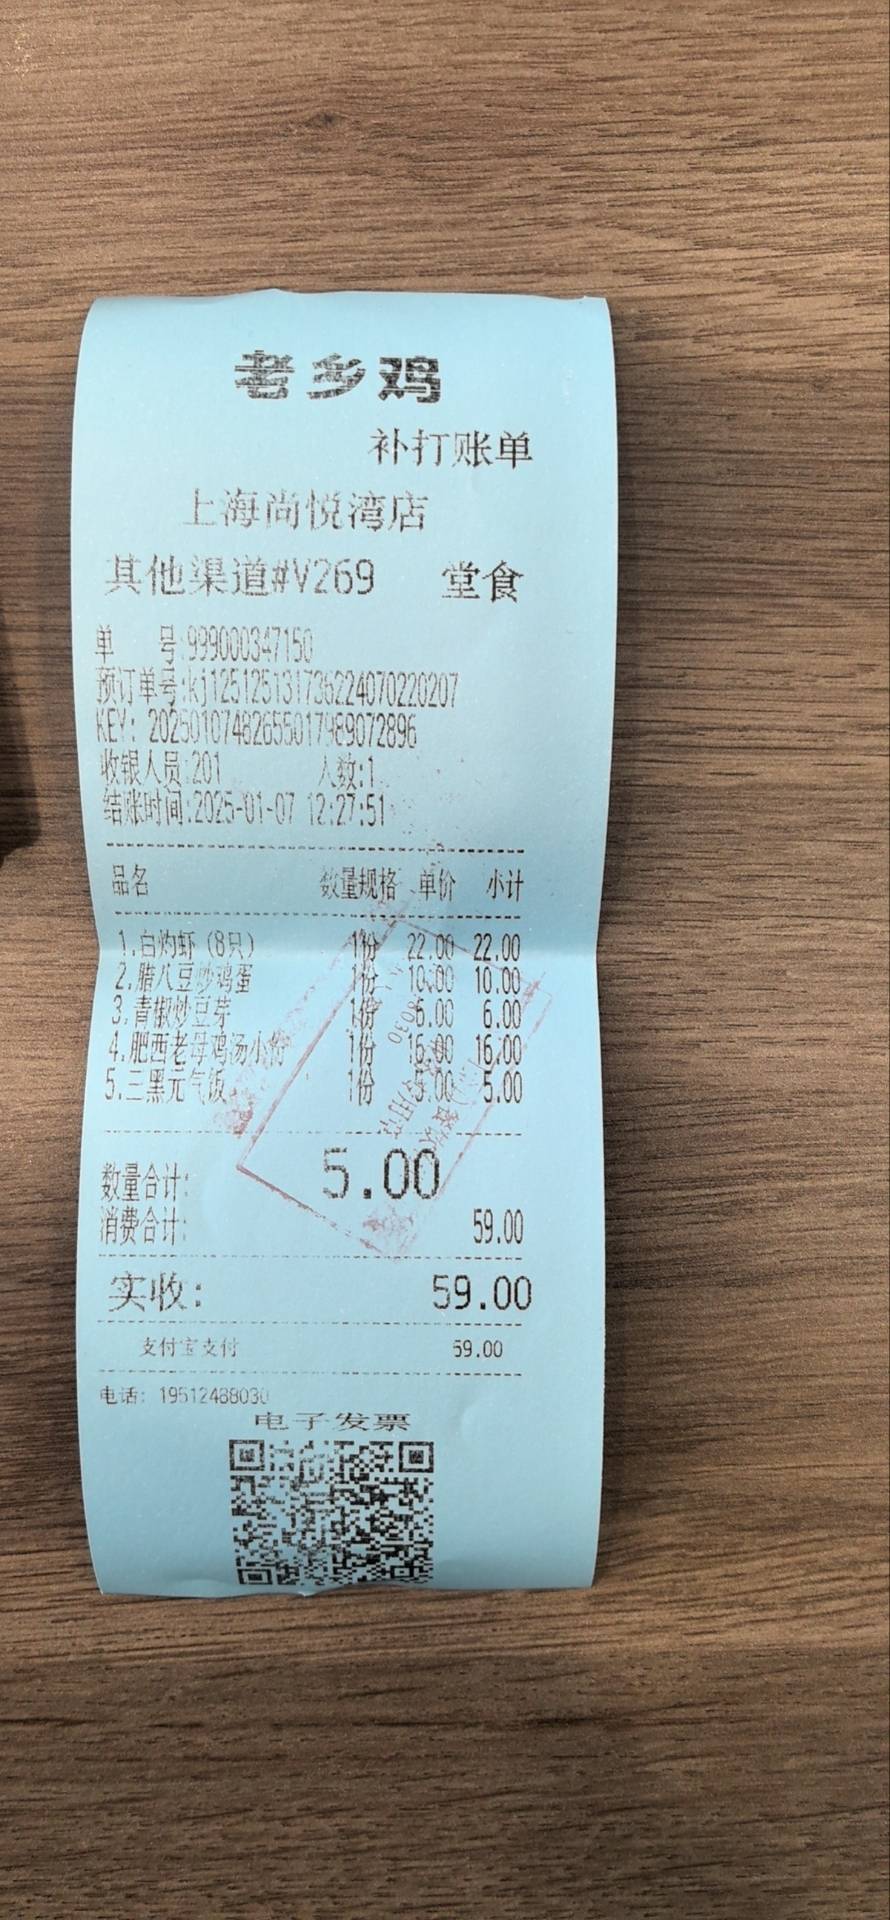 老乡鸡
补打账单
上海尚悦湾店
其他渠道#V269 堂食
单 号:999000347150
预订单号:kj125125131736224070220207
KEY: 20250107482655017989072896
收银人员:201 人数:1
结账时间:2025-01-07 12:27:51
品名 数量规格 单价 小计
1.白灼虾(8只) 1份 22.00 22.00
2.腊八豆炒鸡蛋 1份 10.00 10.00
3.青椒炒豆芽 1份 6.00 6.00
4.肥西老母鸡汤小份 1份 16.00 16.00
5.三黑元气饭 1份 5.00 5.00
数量合计: 5.00
消费合计: 59.00
实收: 59.00
支付宝支付 59.00
电话: 19512488030
电子发票